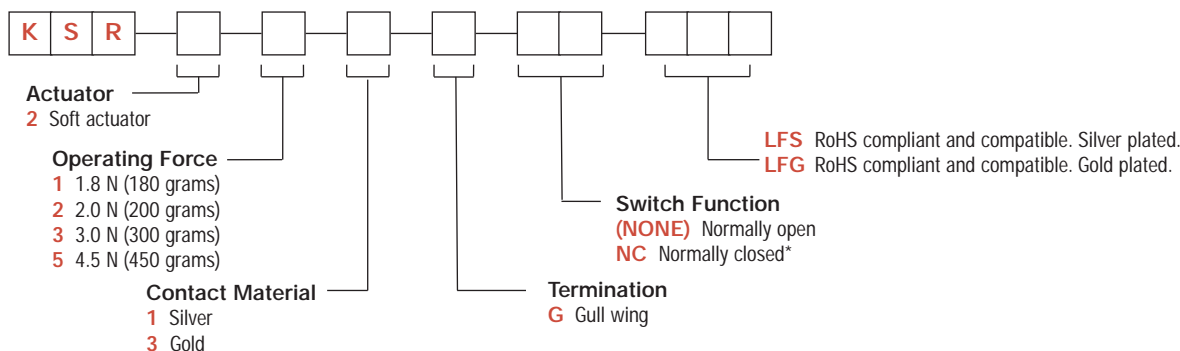 K S R
Actuator
2 Soft actuator
Operating Force
1 1.8 N (180 grams)
2 2.0 N (200 grams)
3 3.0 N (300 grams)
5 4.5 N (450 grams)
Contact Material
1 Silver
3 Gold
Termination
G Gull wing
Switch Function
(NONE) Normally open
NC Normally closed*
LFS RoHS compliant and compatible. Silver plated.
LFG RoHS compliant and compatible. Gold plated.